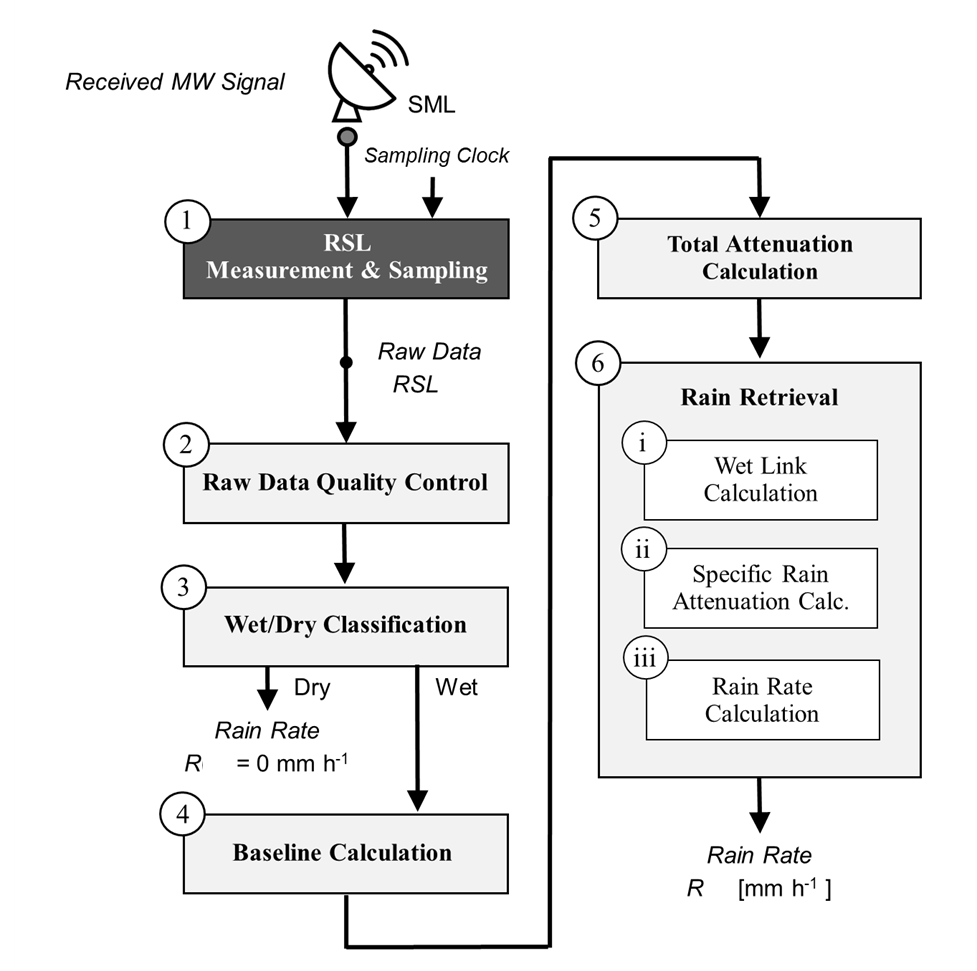 Received MW Signal
SML
Sampling Clock
1
RSL
Measurement & Sampling
Raw Data
RSL
2
Raw Data Quality Control
3
Wet/Dry Classification
Dry
Wet
Rain Rate
R = 0 mm h-1
4
Baseline Calculation
5
Total Attenuation
Calculation
6
Rain Retrieval
i
Wet Link
Calculation
ii
Specific Rain
Attenuation Calc.
iii
Rain Rate
Calculation
Rain Rate
R [mm h-1 ]